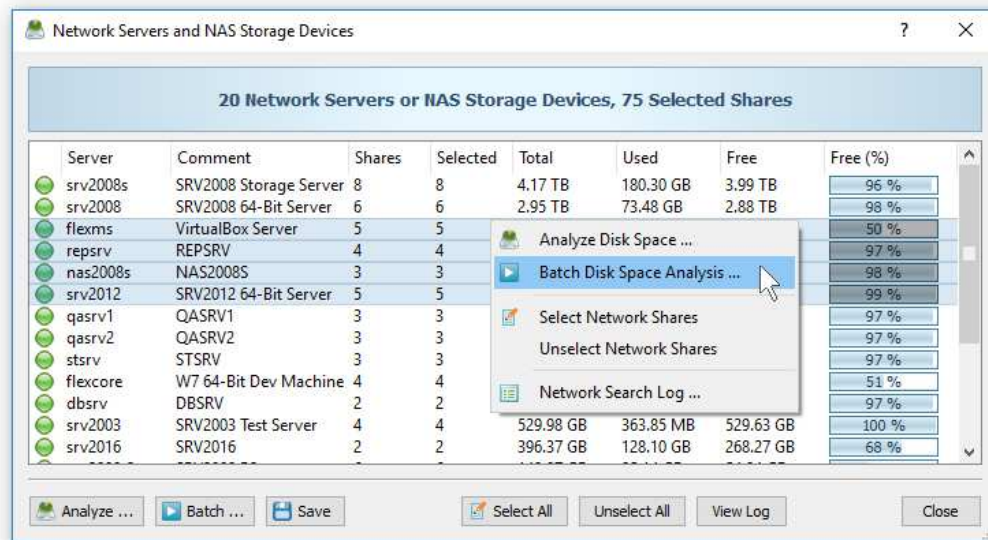 Network Servers and NAS Storage Devices ?
20 Network Servers or NAS Storage Devices, 75 Selected Shares
Server Comment Shares Selected Total Used Free Free (%)
srv2008s SRV2008 Storage Server 8 8 4.17 TB 180.30 GB 3.99 TB 96 %
srv2008 SRV2008 64-Bit Server 6 6 2.95 TB 73.48 GB 2.88 TB 98 %
flexms VirtualBox Server 5 5 50 %
repsrv REPSRV 4 4 97 %
nas2008s NAS2008S 3 3 98 %
srv2012 SRV2012 64-Bit Server 5 5 99 %
qasrv1 QASRV1 3 3 97 %
qasrv2 QASRV2 3 3 97 %
stsrv STSRV 3 3 97 %
flexcore W7 64-Bit Dev Machine 4 4 51 %
dbsrv DBSRV 2 2 97 %
srv2003 SRV2003 Test Server 4 4 529.98 GB 363.85 MB 529.63 GB 100 %
srv2016 SRV2016 2 2 396.37 GB 128.10 GB 268.27 GB 68 %
Analyze Disk Space ...
Batch Disk Space Analysis ...
Select Network Shares
Unselect Network Shares
Network Search Log ...
Analyze ... Batch ... Save Select All Unselect All View Log Close